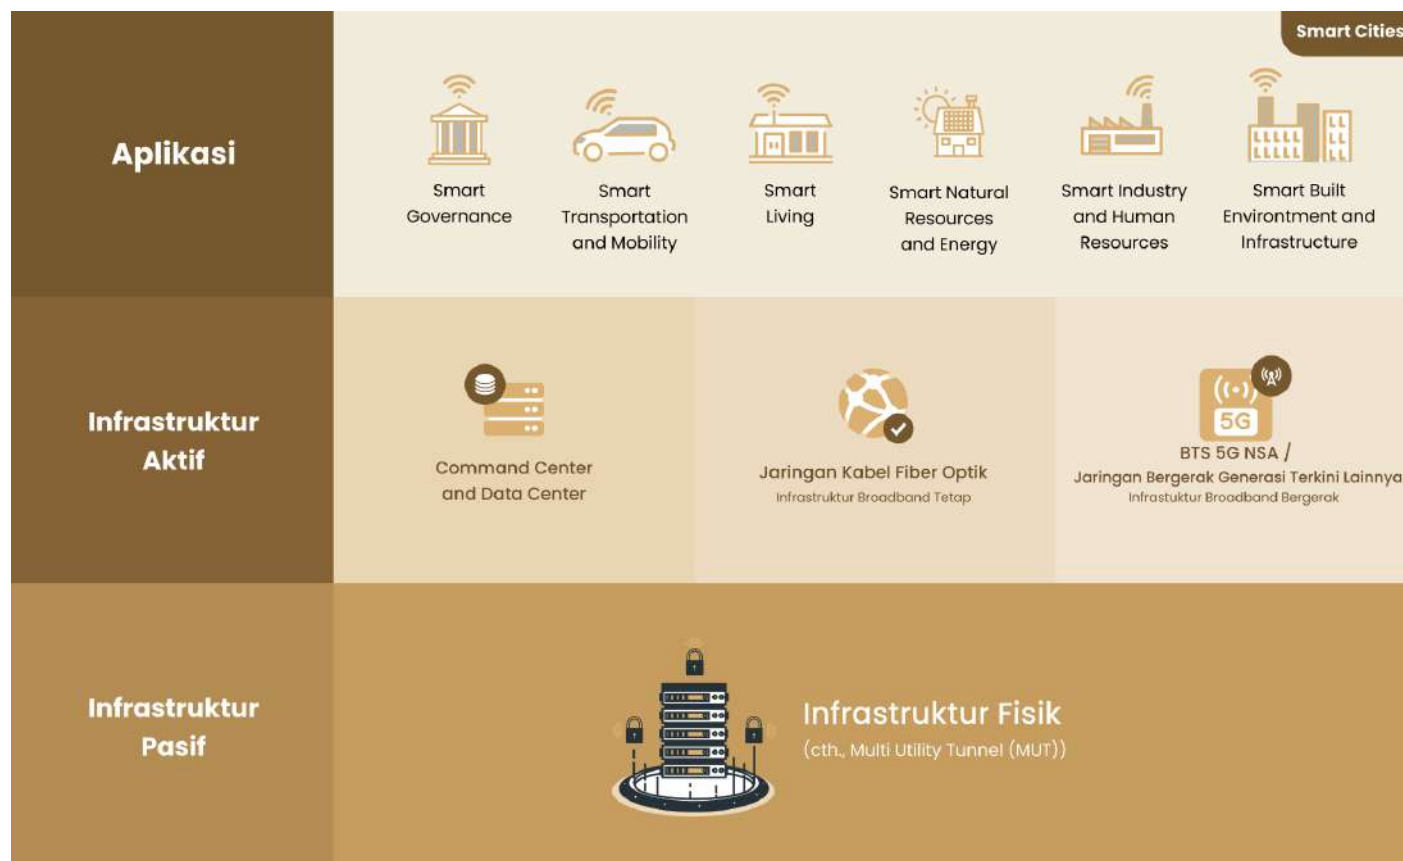 Smart Cities
Aplikasi
Smart
Governance
Smart
Transportation
and Mobility
Smart
Living
Smart Natural
Resources
and Energy
Smart Industry
and Human
Resources
Smart Built
Environtment and
Infrastructure
Infrastruktur
Aktif
Command Center
and Data Center
Jaringan Kabel Fiber Optik
Infrastruktur Broadband Tetap
5G
BTS 5G NSA /
Jaringan Bergerak Generasi Terkini Lainnya
Infrastuktur Broadband Bergerak
Infrastruktur
Pasif
Infrastruktur Fisik
(cth., Multi Utility Tunnel (MUT))